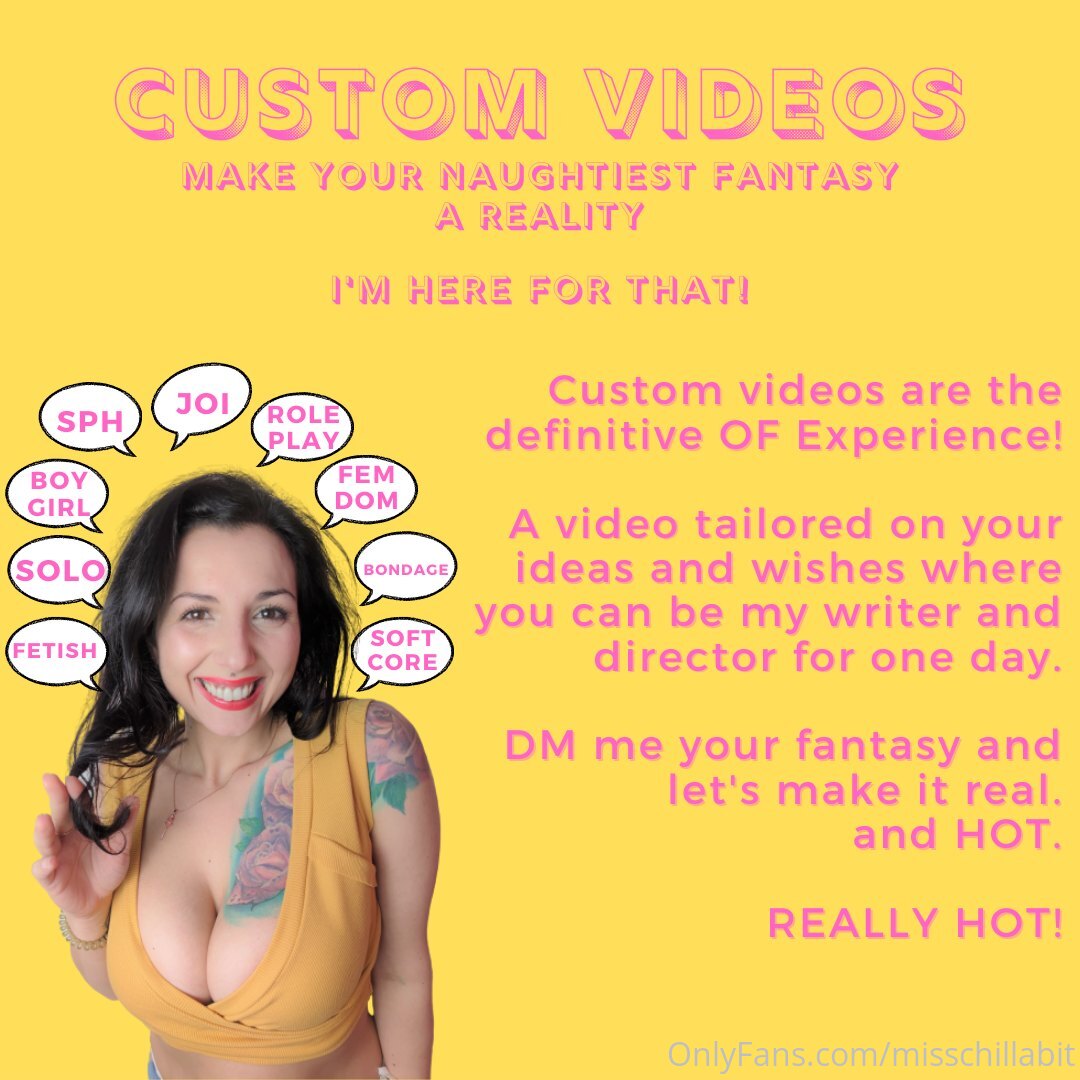 CUSTOM VIDEOS
MAKE YOUR NAUGHTIEST FANTASY
A REALITY
I'M HERE FOR THAT!
SPH
JOI
ROLE
PLAY
BOY
GIRL
FEM
DOM
SOLO
BONDAGE
FETISH
SOFT
CORE
Custom videos are the
definitive OF Experience!
A video tailored on your
ideas and wishes where
you can be my writer and
director for one day.
DM me your fantasy and
let's make it real.
and HOT.
REALLY HOT!
OnlyFans.com/misschillabit